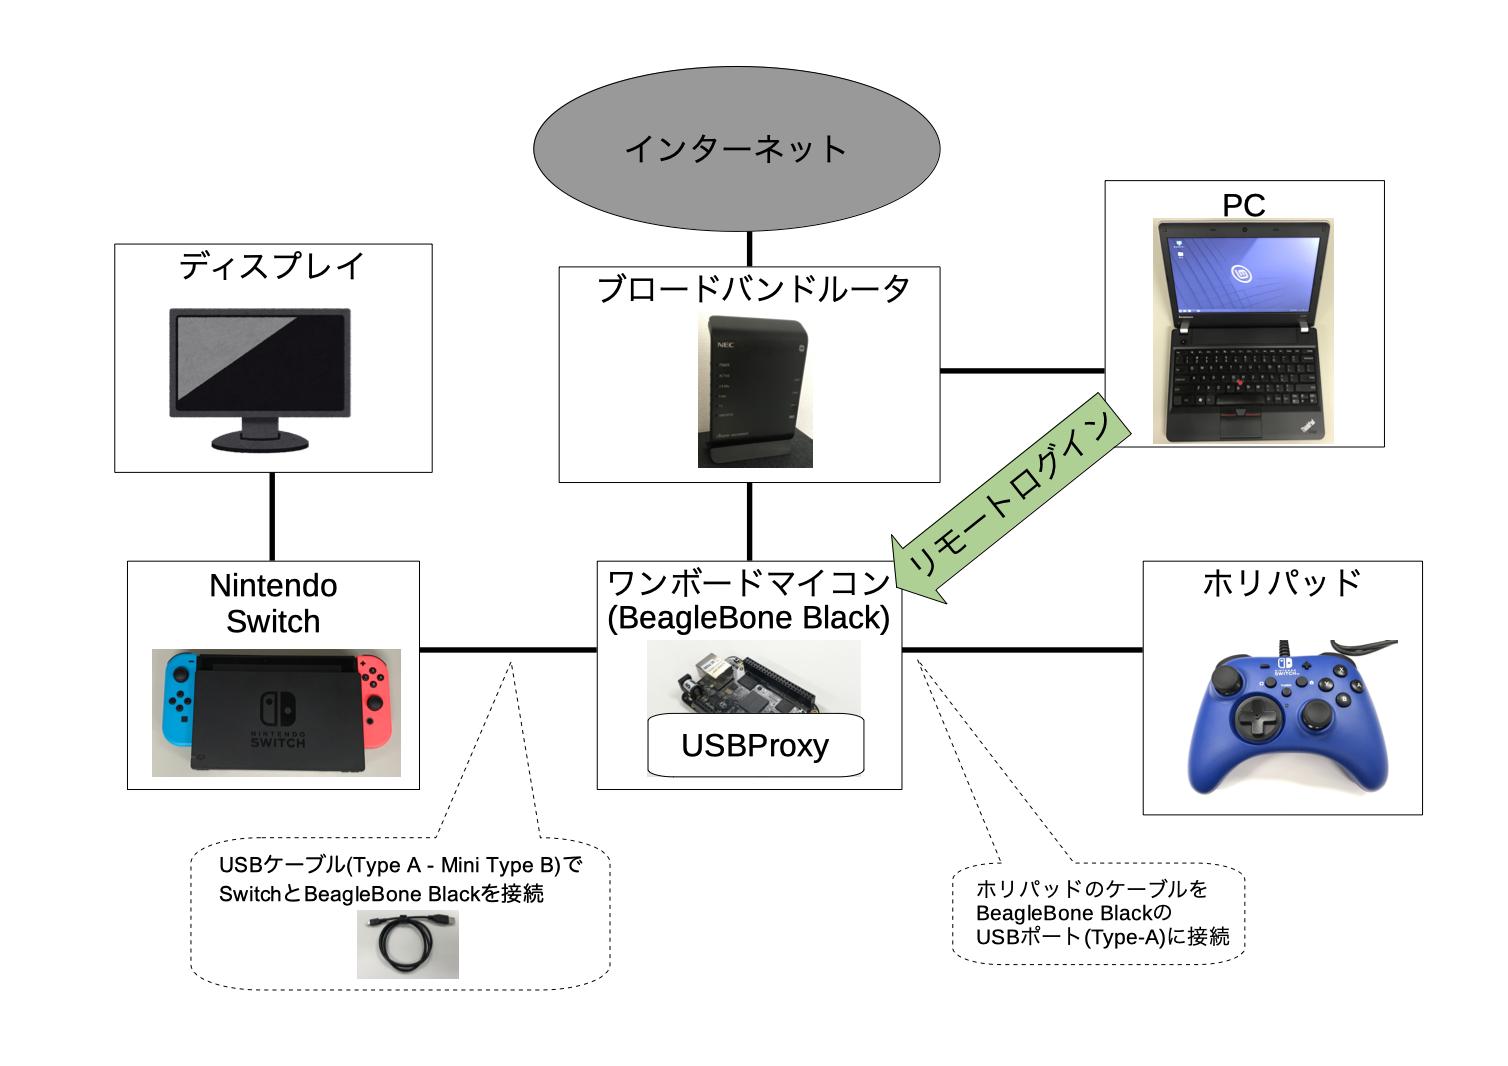 インターネット
PC
ディスプレイ
ブロードバンドルータ
NEC
リモートログイン
Nintendo
Switch
NINTENDO
SWITCH
ワンボードマイコン
(BeagleBone Black)
USBProxy
ホリパッド
NINTENDO
SWITCH
USBケーブル(Type A - Mini Type B)で
SwitchとBeagleBone Blackを接続
ホリパッドのケーブルを
BeagleBone Blackの
USBポート(Type-A)に接続
ThinkPad